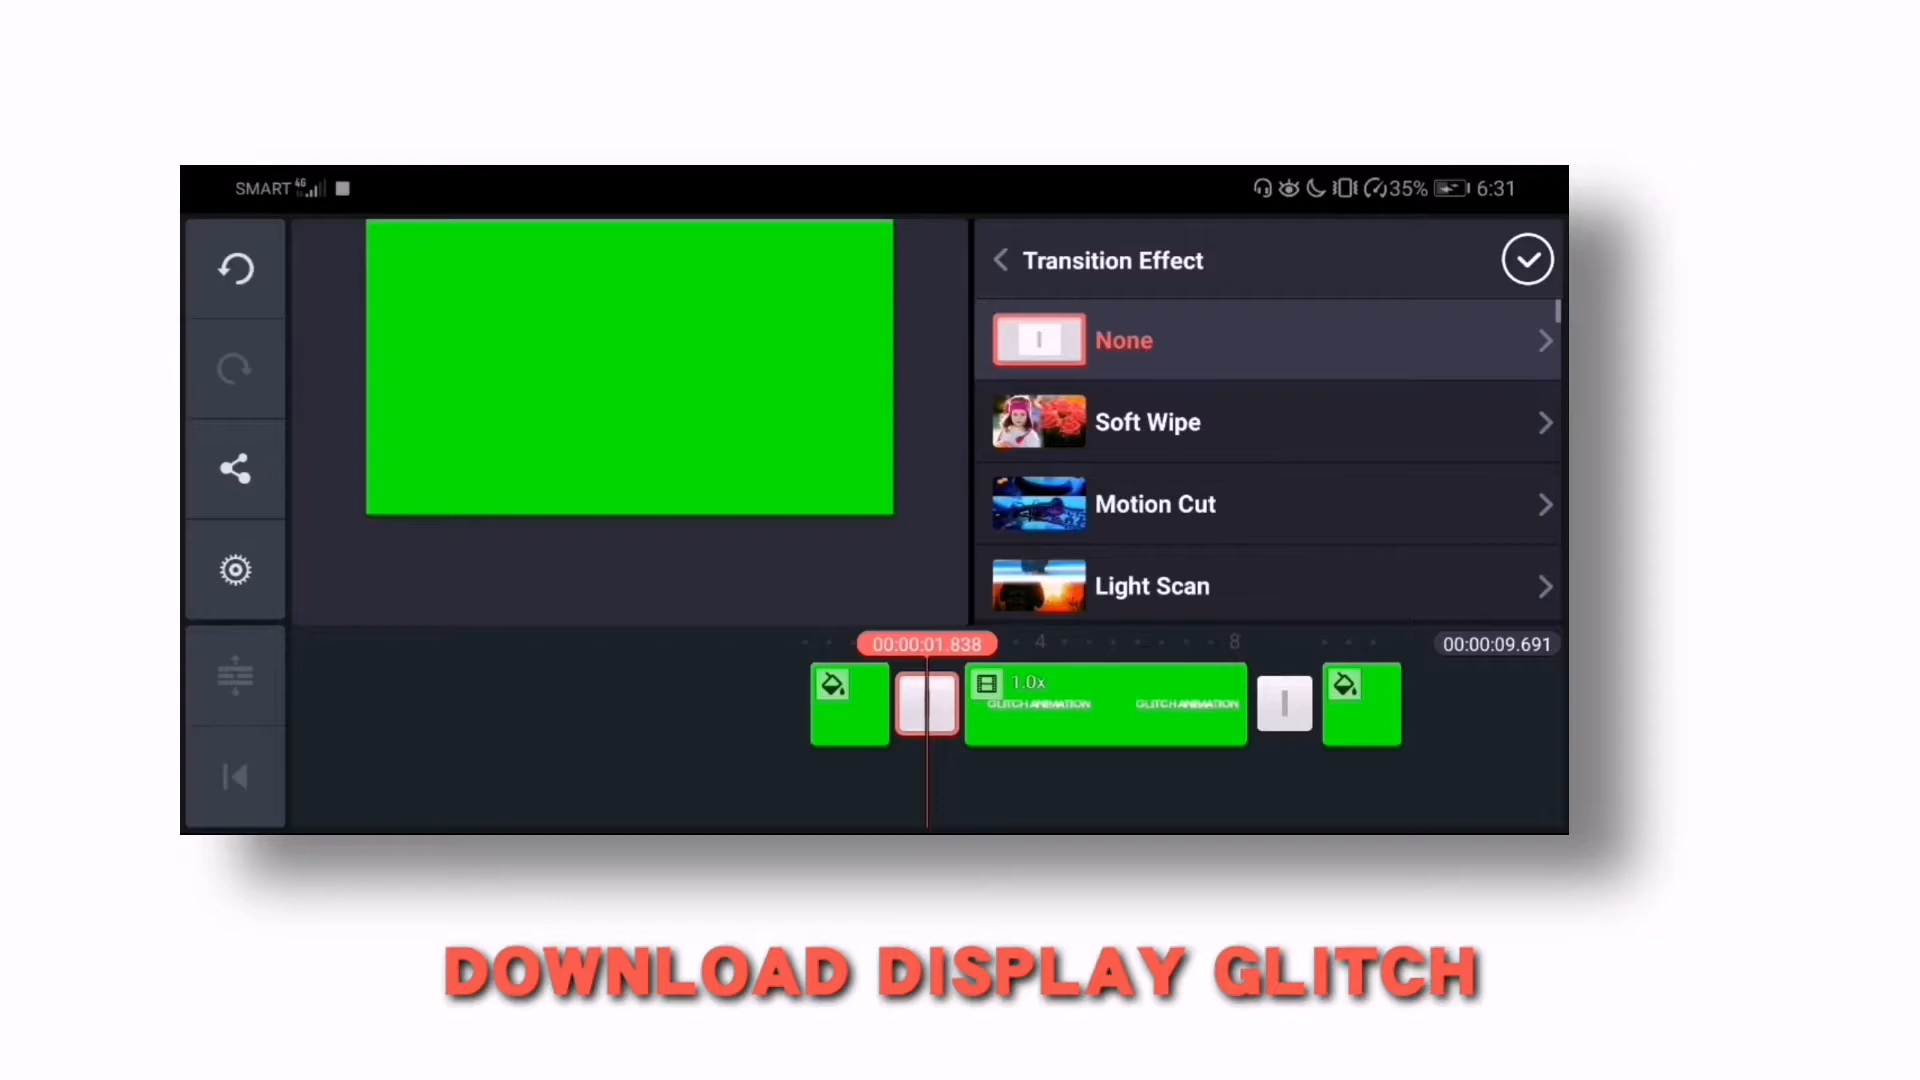 SMART 4G
35% 6:31
Transition Effect
None
Soft Wipe
Motion Cut
Light Scan
00:00:01.838 4 8 00:00:09.691
1.0x
GLITCH ANIMATION GLITCH ANIMATION
DOWNLOAD DISPLAY GLITCH